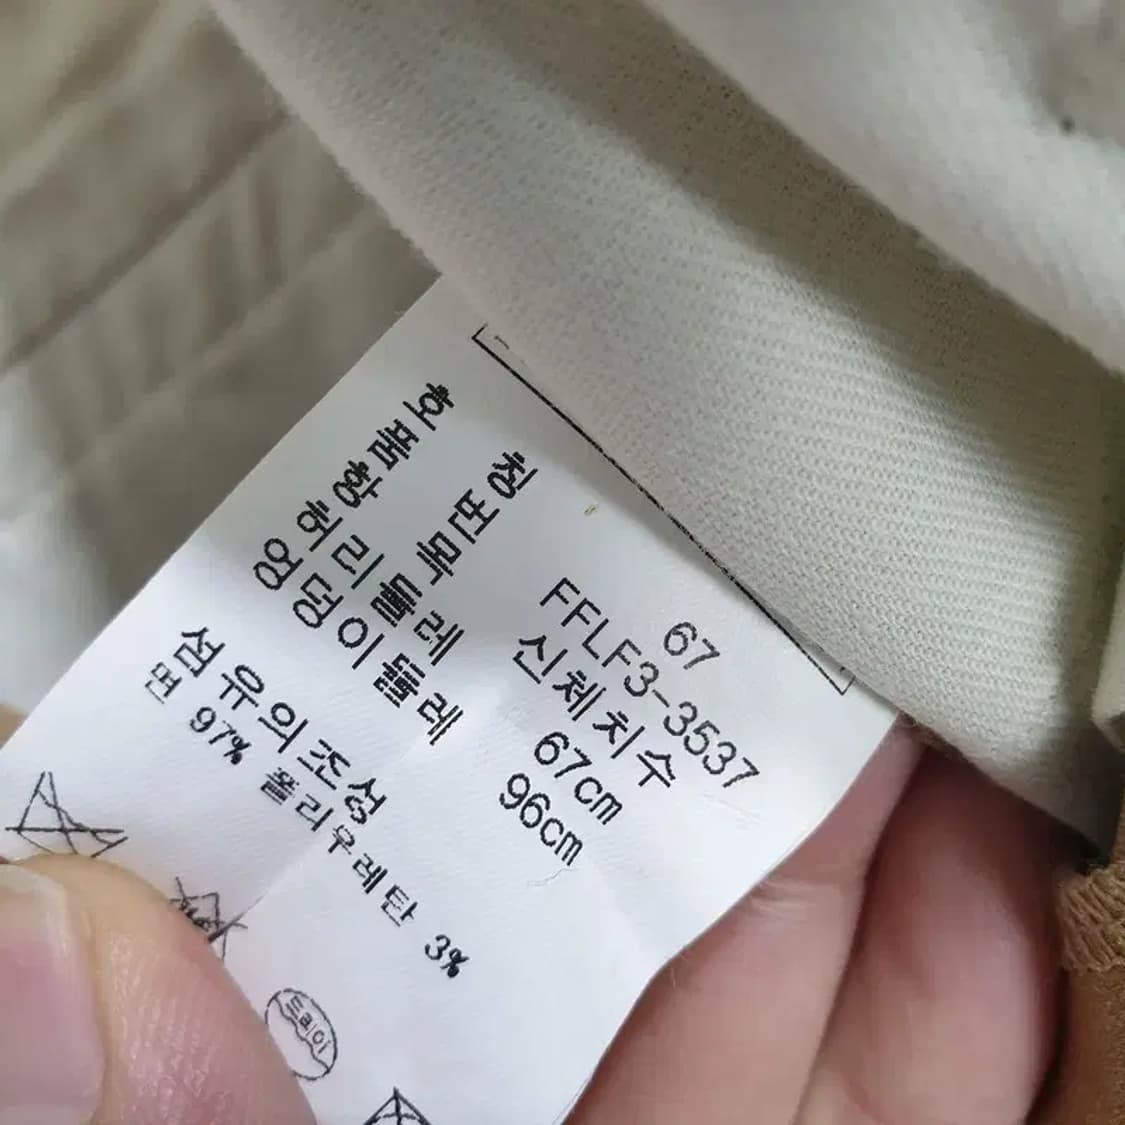 호 칭 67
품 번 FFLF3-3537
항 목 신체치수
허리둘레 67cm
엉덩이둘레 96cm
섬유의조성
면 97% 폴리우레탄 3%
드라이